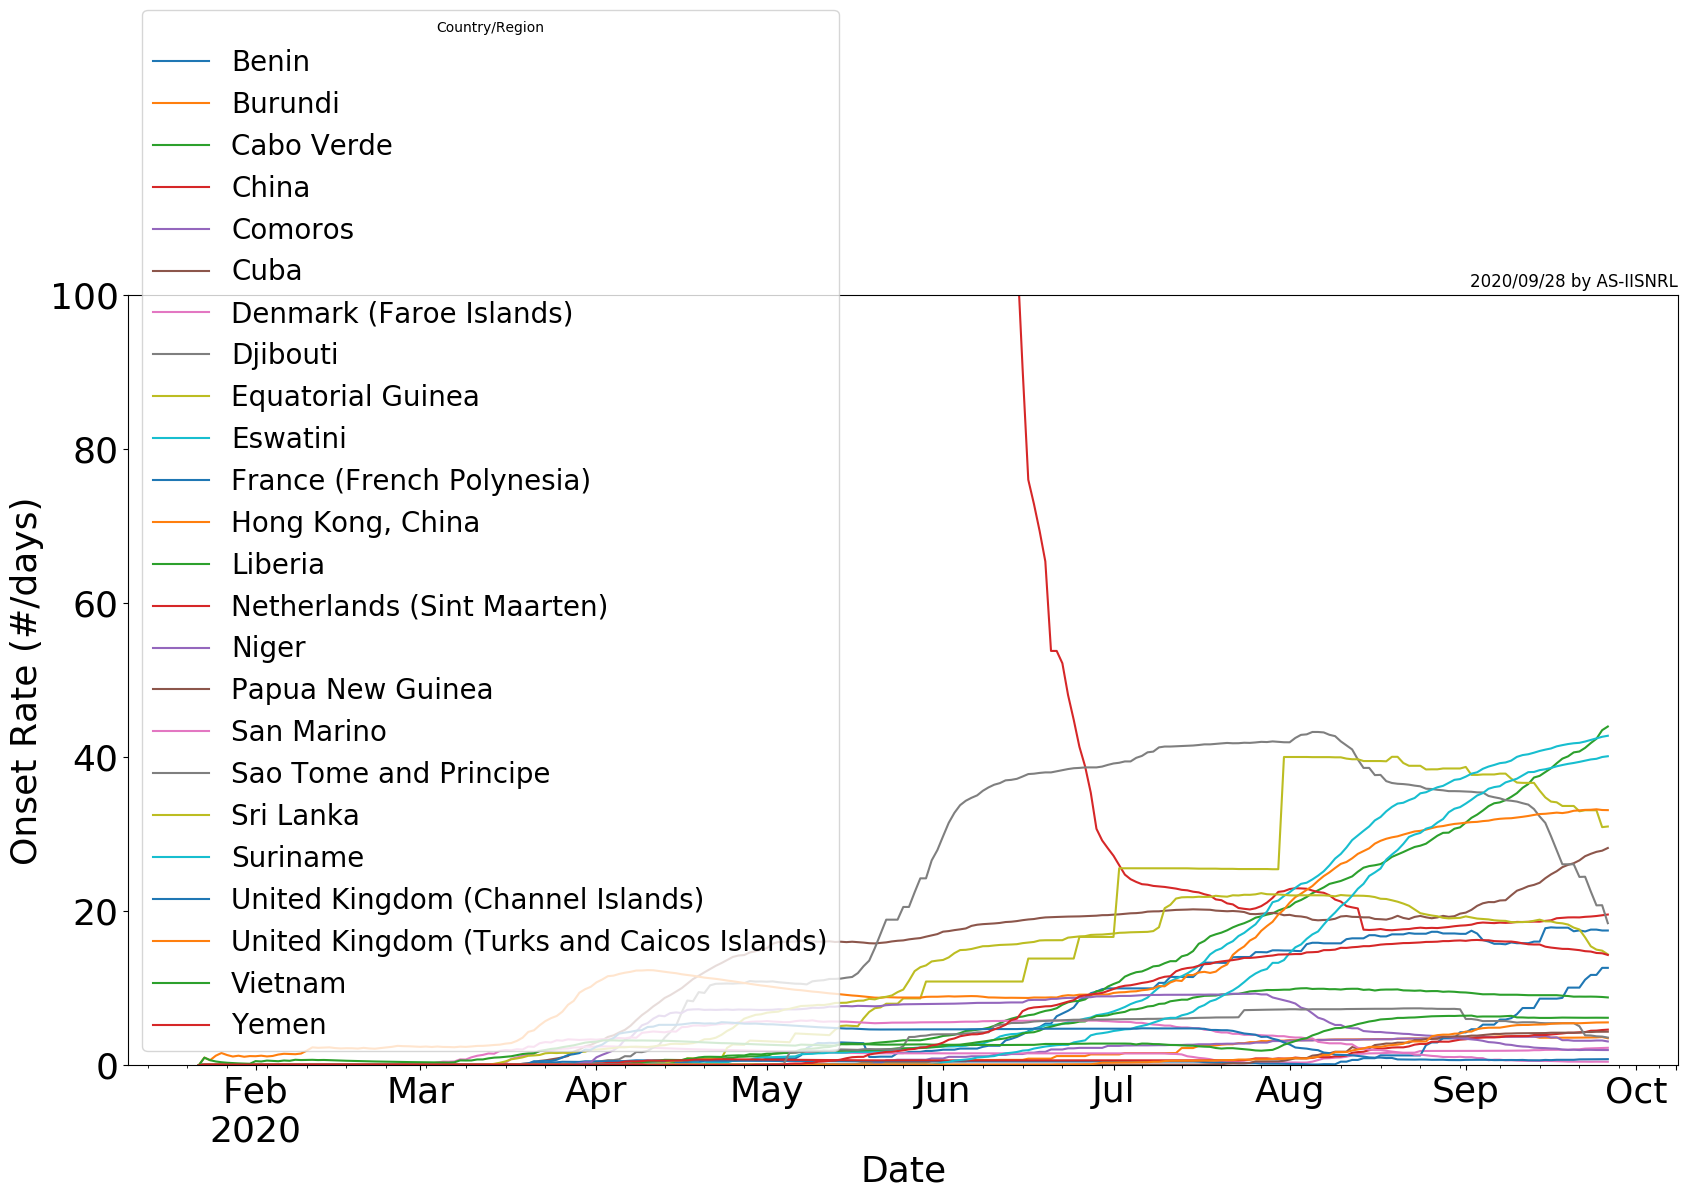 Country/Region
Benin
Burundi
Cabo Verde
China
Comoros
Cuba
Denmark (Faroe Islands)
Djibouti
Equatorial Guinea
Eswatini
France (French Polynesia)
Hong Kong, China
Liberia
Netherlands (Sint Maarten)
Niger
Papua New Guinea
San Marino
Sao Tome and Principe
Sri Lanka
Suriname
United Kingdom (Channel Islands)
United Kingdom (Turks and Caicos Islands)
Vietnam
Yemen
2020/09/28 by AS-IISNRL
Onset Rate (#/days)
100
80
60
40
20
0
Feb Mar Apr May Jun Jul Aug Sep Oct
2020
Date